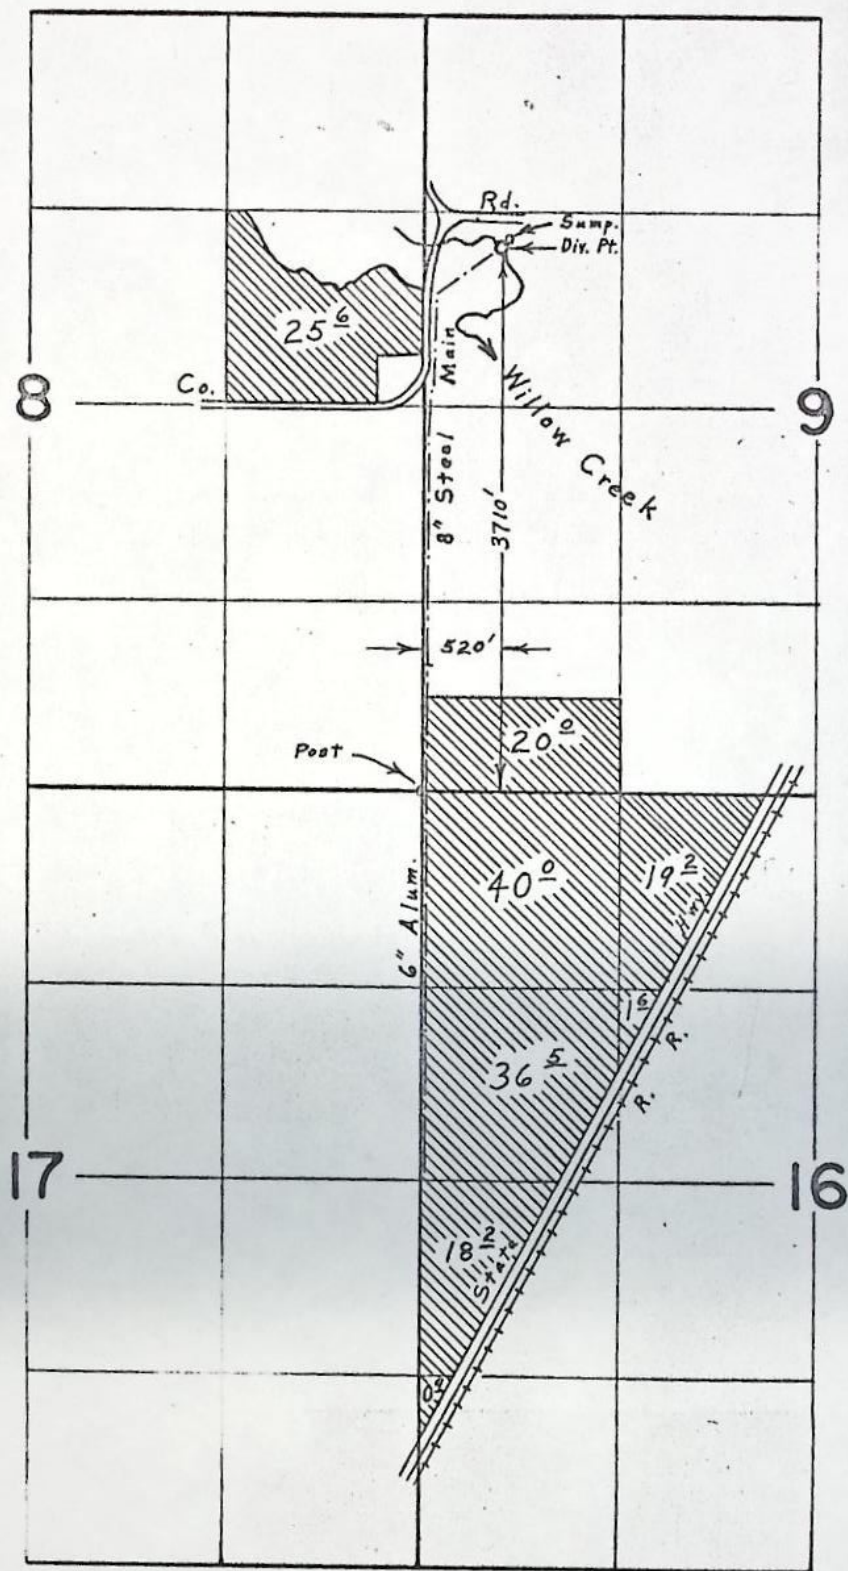 Rd.
Sump.
Div. Pt.
25 6
Main
Co.
8
9
Willow Creek
8" Steel
3710'
520'
20 0
Post
40 0
19 2
Hwy
6" Alum.
1 6
36 5
R. R.
17
16
18 2
State